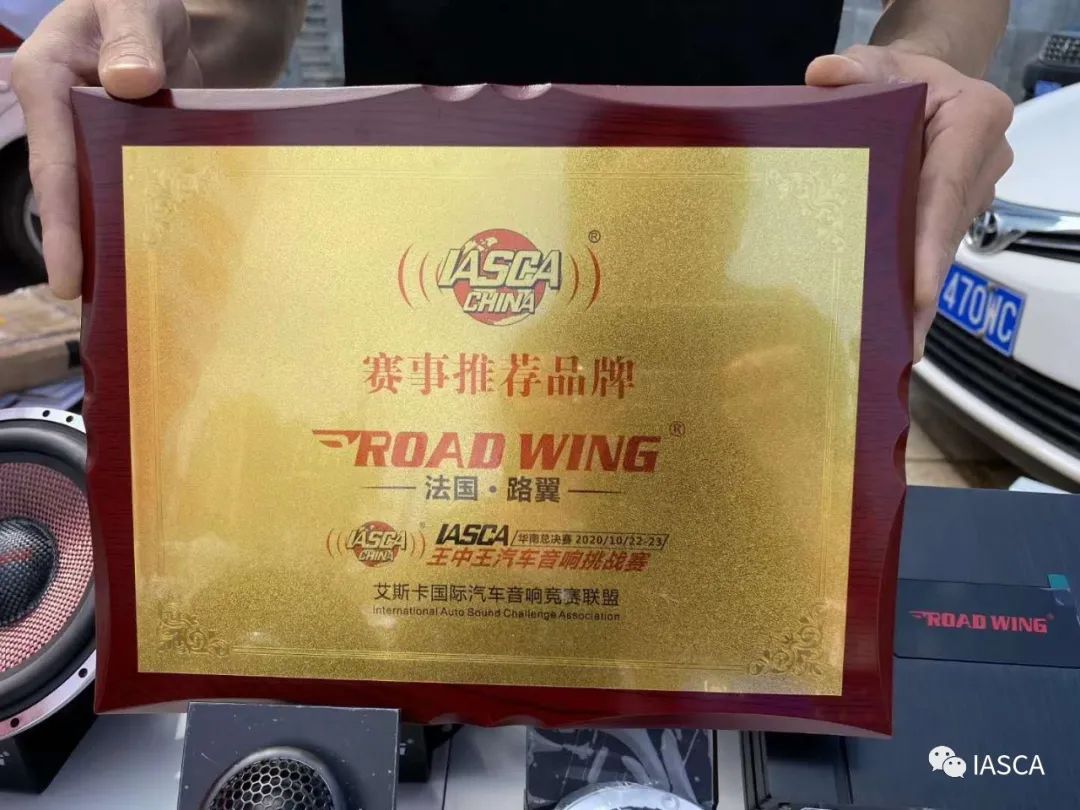 IASCA ®
CHINA
赛事推荐品牌
ROAD WING ®
法国·路翼
IASCA ®
CHINA
IASCA 华南总决赛 2020/10/22-23
王中王汽车音响挑战赛
艾斯卡国际汽车音响竞赛联盟
International Auto Sound Challenge Association
470WC
ROAD WING
IASCA